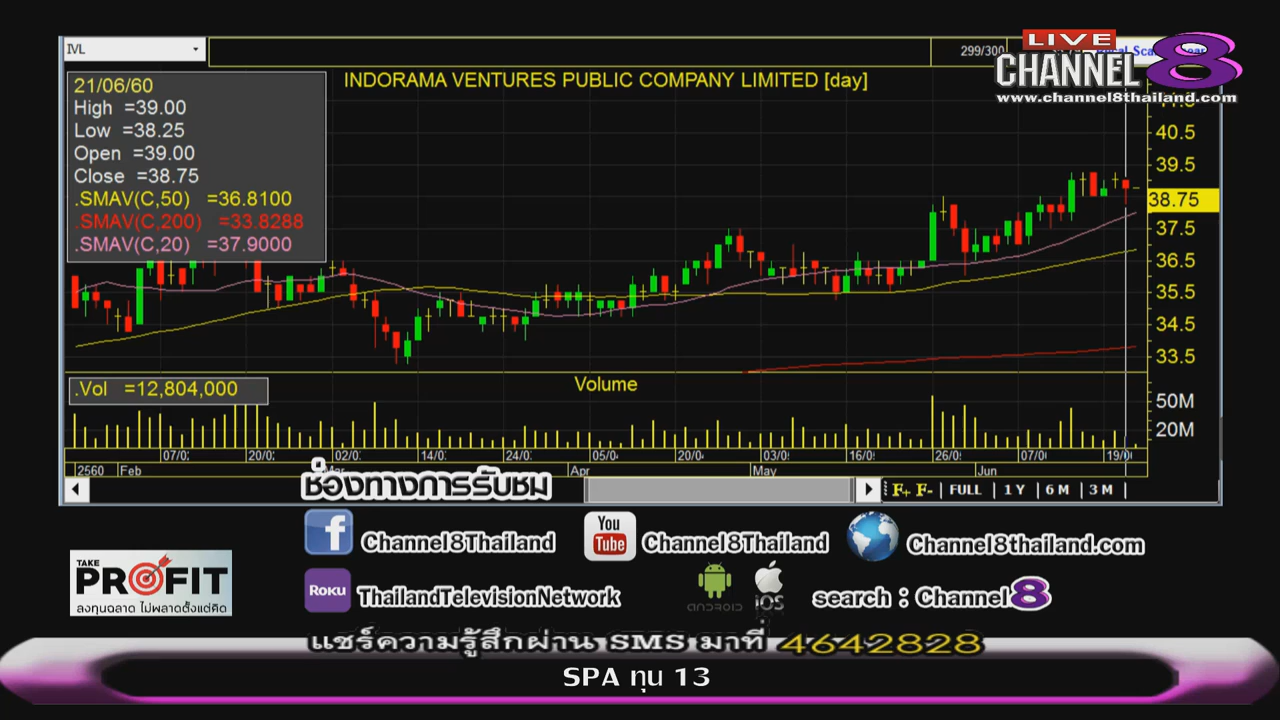 IVL
299/300
LIVE
CHANNEL 8
www.channel8thailand.com
INDORAMA VENTURES PUBLIC COMPANY LIMITED [day]
21/06/60
High =39.00
Low =38.25
Open =39.00
Close =38.75
.SMAV(C,50) =36.8100
.SMAV(C,200) =33.8288
.SMAV(C,20) =37.9000
40.5
39.5
38.75
37.5
36.5
35.5
34.5
33.5
.Vol =12,804,000
Volume
50M
20M
07/0 20/0 02/0 14/0 24/0 05/0 20/0 03/0 16/0 26/0 07/0 19/0
2560 Feb Mar Apr May Jun
F+ F- FULL 1 Y 6 M 3 M
ช่องทางการรับชม
f Channel8Thailand You Tube Channel8Thailand Channel8thailand.com
TAKE
PROFIT
ลงทุนฉลาด ไม่พลาดตั้งแต่คิด
ROKU ThailandTelevisionNetwork iOS search : Channel8
แชร์ความรู้สึกผ่าน SMS มาที่ 4642828
SPA ทุน 13